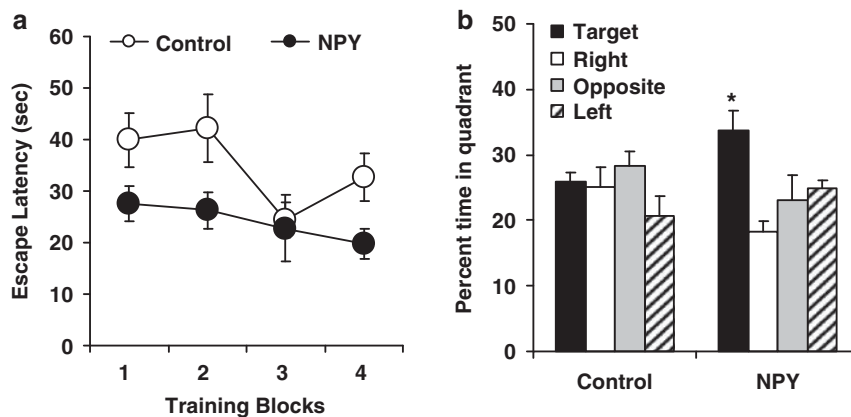 a
60
50
40
30
20
10
0
Escape Latency (sec)
Control NPY
1 2 3 4
Training Blocks
b
50
40
30
20
10
0
Percent time in quadrant
Target
Right
Opposite
Left
*
Control NPY